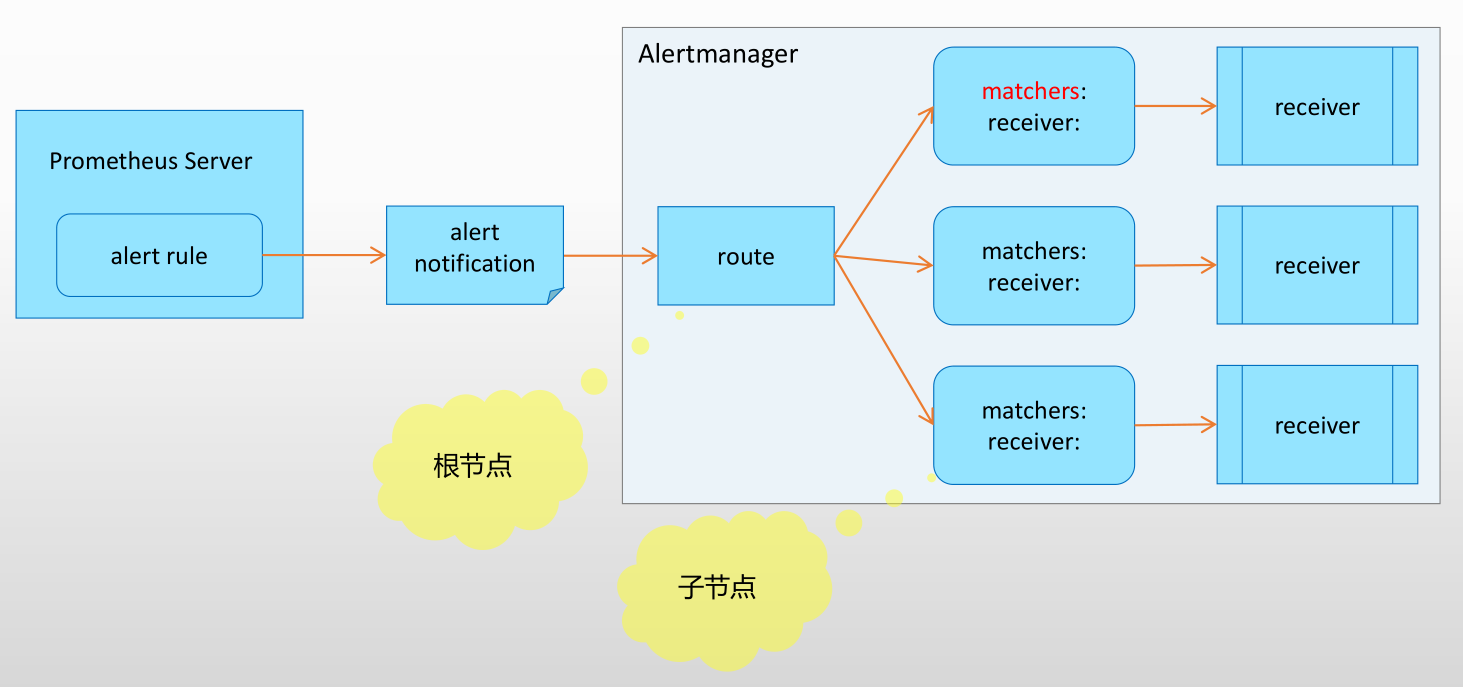 Alertmanager
Prometheus Server
alert rule
alert
notification
route
matchers:
receiver:
receiver
matchers:
receiver:
receiver
matchers:
receiver:
receiver
根节点
子节点